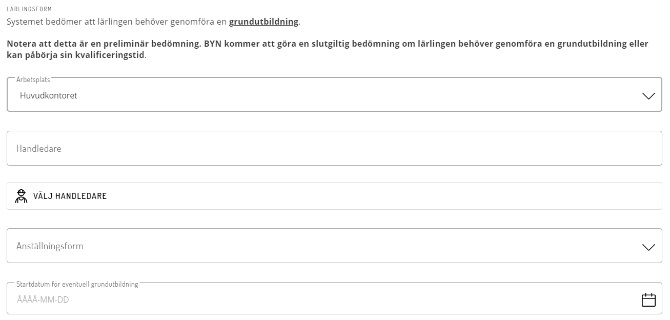 LÄRLINGSFORM
Systemet bedömer att lärlingen behöver genomföra en grundutbildning.
Notera att detta är en preliminär bedömning. BYN kommer att göra en slutgiltig bedömning om lärlingen behöver genomföra en grundutbildning eller
kan påbörja sin kvalificeringstid.
Arbetsplats
Huvudkontoret
Handledare
VÄLJ HANDLEDARE
Anställningsform
Startdatum för eventuell grundutbildning
ÅÅÅÅ-MM-DD